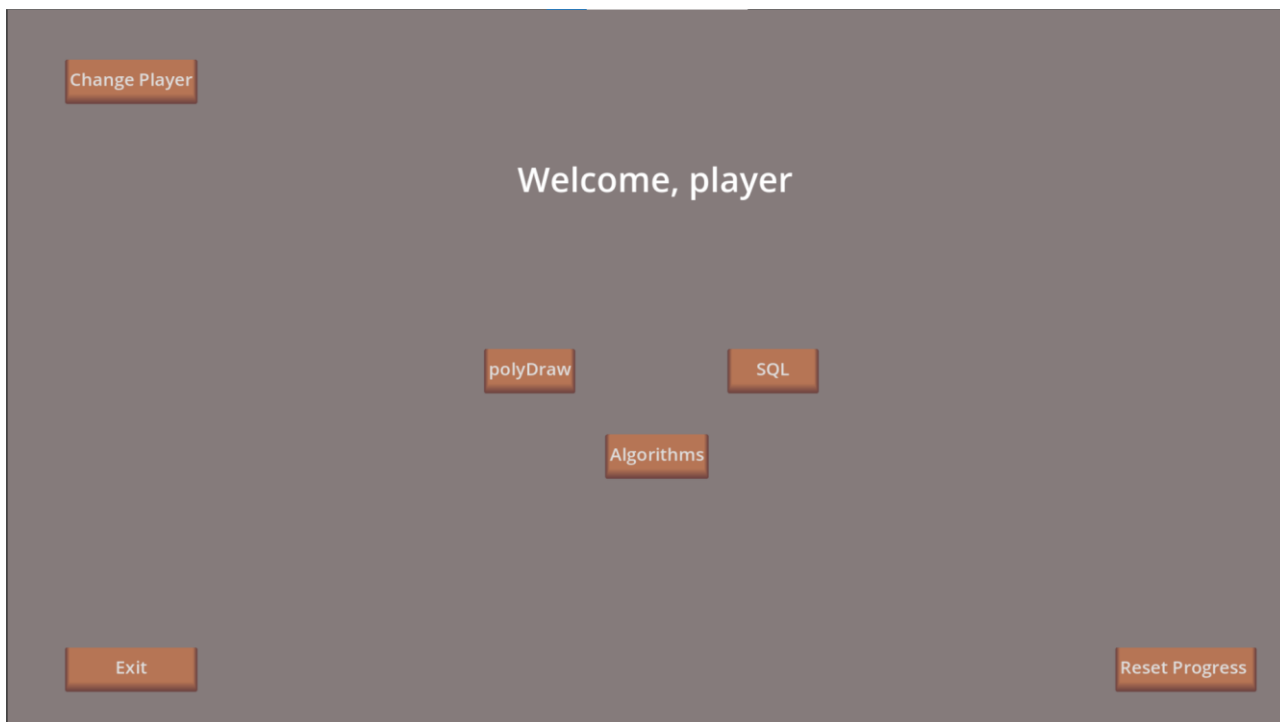 Change Player
Welcome, player
polyDraw
SQL
Algorithms
Exit
Reset Progress